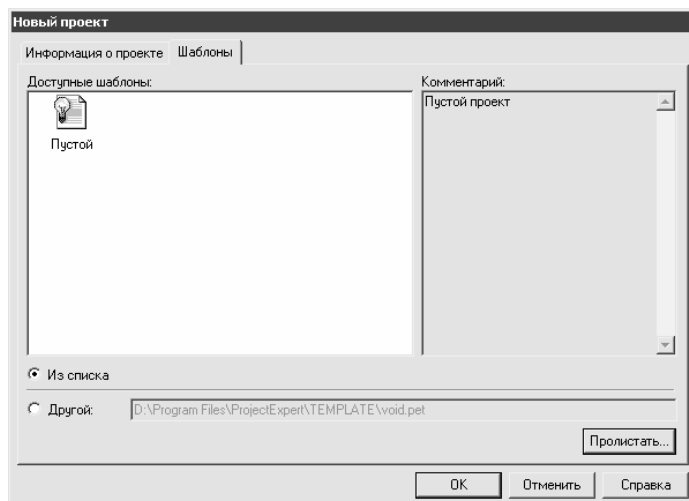 Новый проект
Информация о проекте
Шаблоны
Доступные шаблоны:
Комментарий:
Пустой
Пустой проект
Из списка
Другой:
D:\Program Files\ProjectExpert\TEMPLATE\void.pet
Пролистать...
OK
Отменить
Справка